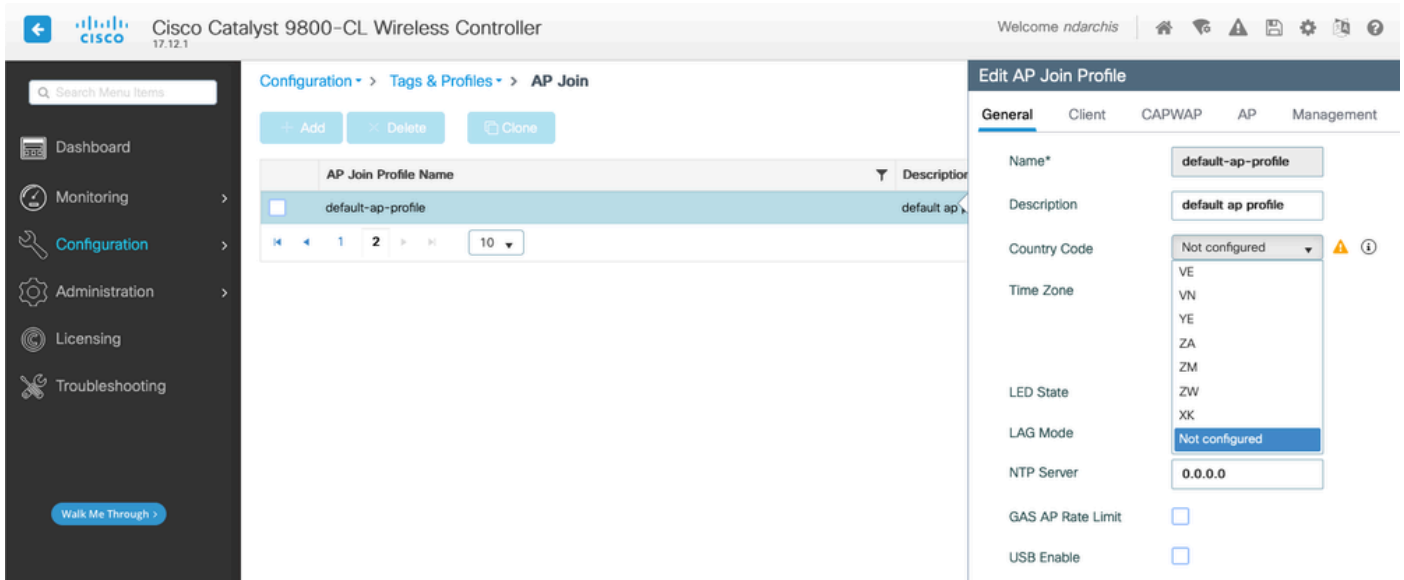 CISCO
Cisco Catalyst 9800-CL Wireless Controller
17.12.1
Welcome ndarchis
Search Menu Items
Dashboard
Monitoring
Configuration
Administration
Licensing
Troubleshooting
Walk Me Through >
Configuration > Tags & Profiles > AP Join
+ Add
× Delete
Clone
AP Join Profile Name
Description
default-ap-profile
default ap
1 2
10
Edit AP Join Profile
General Client CAPWAP AP Management
Name* default-ap-profile
Description default ap profile
Country Code Not configured
VE
Time Zone
VN
YE
ZA
ZM
LED State
ZW
XK
LAG Mode
Not configured
NTP Server 0.0.0.0
GAS AP Rate Limit
USB Enable